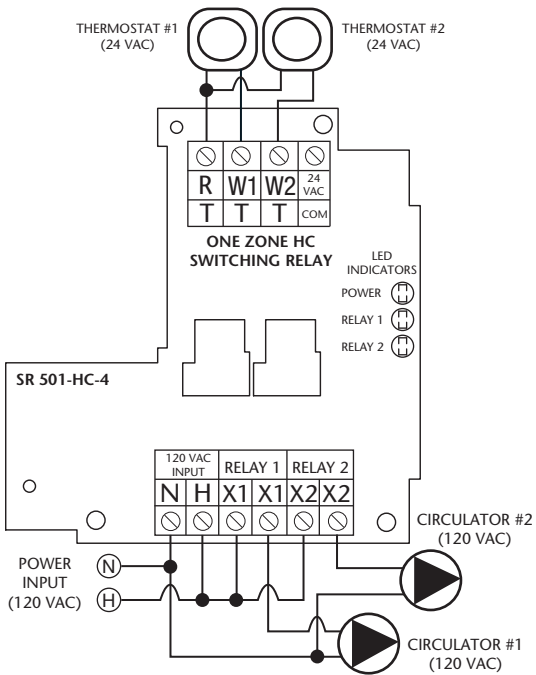 THERMOSTAT #1
(24 VAC)
THERMOSTAT #2
(24 VAC)
R W1 W2 24 VAC
T T T COM
ONE ZONE HC
SWITCHING RELAY
LED
INDICATORS
POWER
RELAY 1
RELAY 2
SR 501-HC-4
120 VAC
INPUT
RELAY 1
RELAY 2
N H X1 X1 X2 X2
POWER
INPUT
(120 VAC)
N
H
CIRCULATOR #2
(120 VAC)
CIRCULATOR #1
(120 VAC)